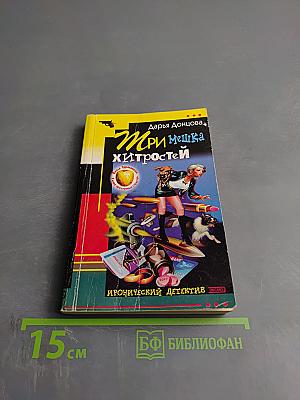 Дарья Донцова
Три мешка
хитростей
ИРОНИЧЕСКИЙ ДЕТЕКТИВ
15 см
БФ БИБЛИОФАН